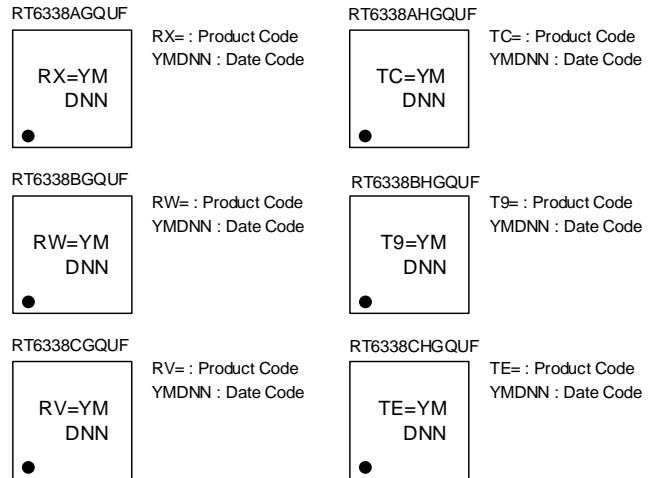 RT6338AGQUF
RX=YM
DNN
RX= : Product Code
YMDNN : Date Code
RT6338AHGQUF
TC=YM
DNN
TC= : Product Code
YMDNN : Date Code
RT6338BGQUF
RW=YM
DNN
RW= : Product Code
YMDNN : Date Code
RT6338BHGQUF
T9=YM
DNN
T9= : Product Code
YMDNN : Date Code
RT6338CGQUF
RV=YM
DNN
RV= : Product Code
YMDNN : Date Code
RT6338CHGQUF
TE=YM
DNN
TE= : Product Code
YMDNN : Date Code